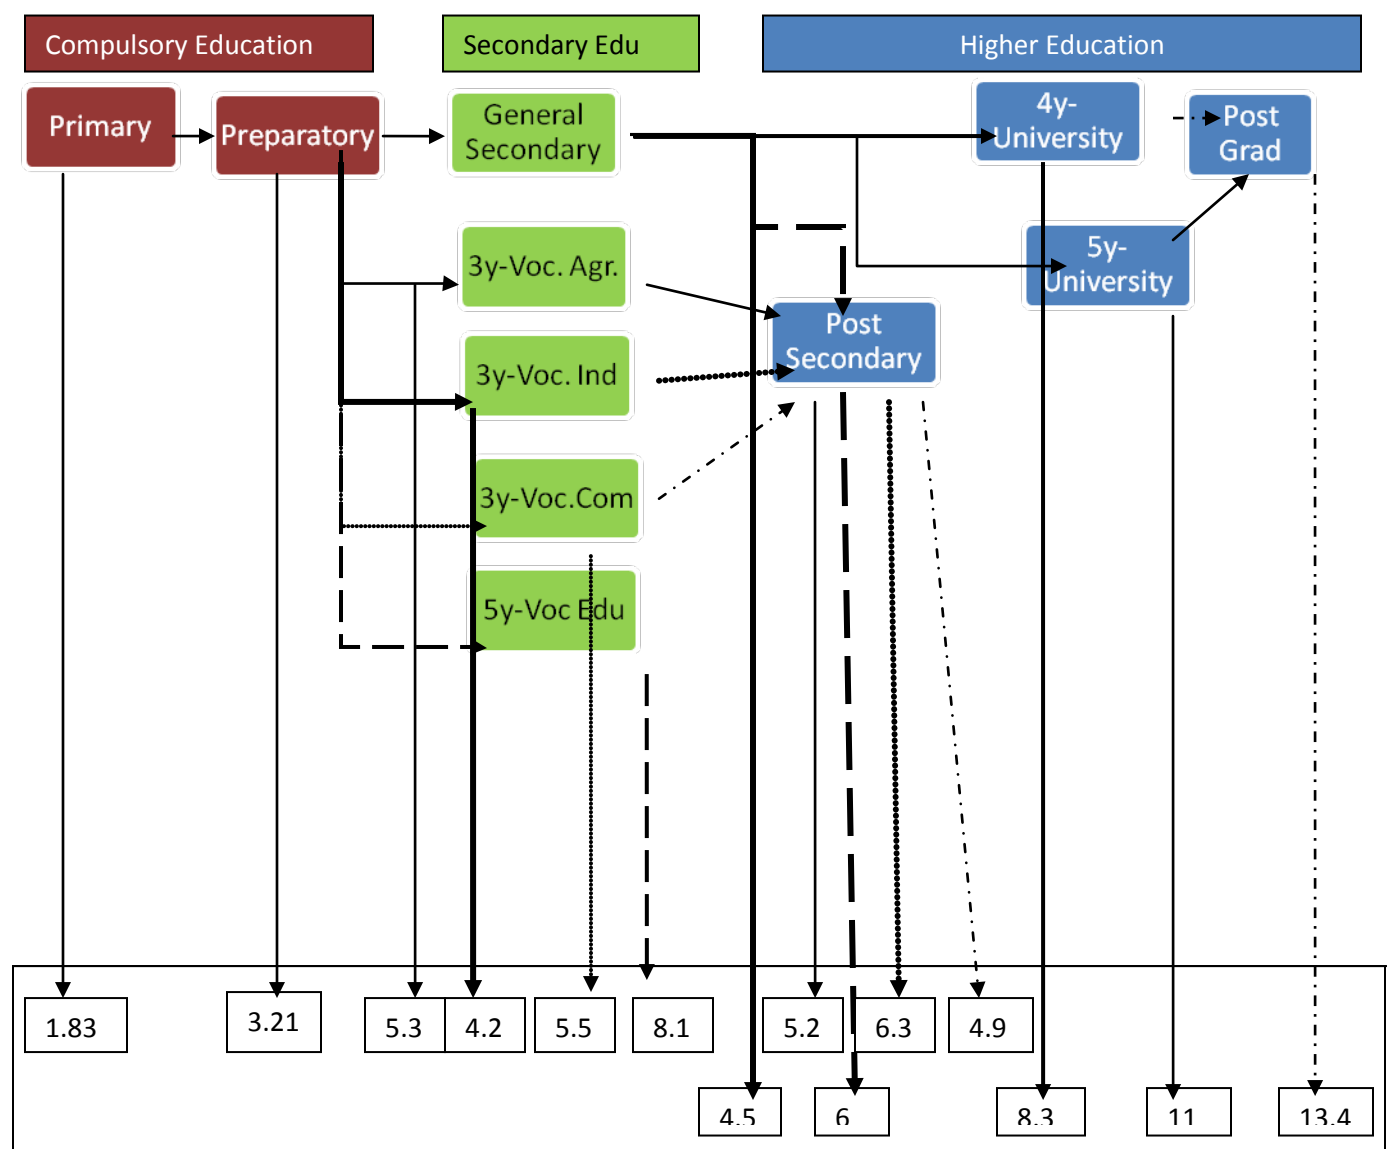 Compulsory Education
Secondary Edu
Higher Education
Primary
Preparatory
General
Secondary
4y-
University
Post
Grad
3y-Voc. Agr.
5y-
University
Post
Secondary
3y-Voc. Ind
3y-Voc.Com
5y-Voc Edu
1.83
3.21
5.3
4.2
5.5
8.1
5.2
6.3
4.9
4.5
6
8.3
11
13.4